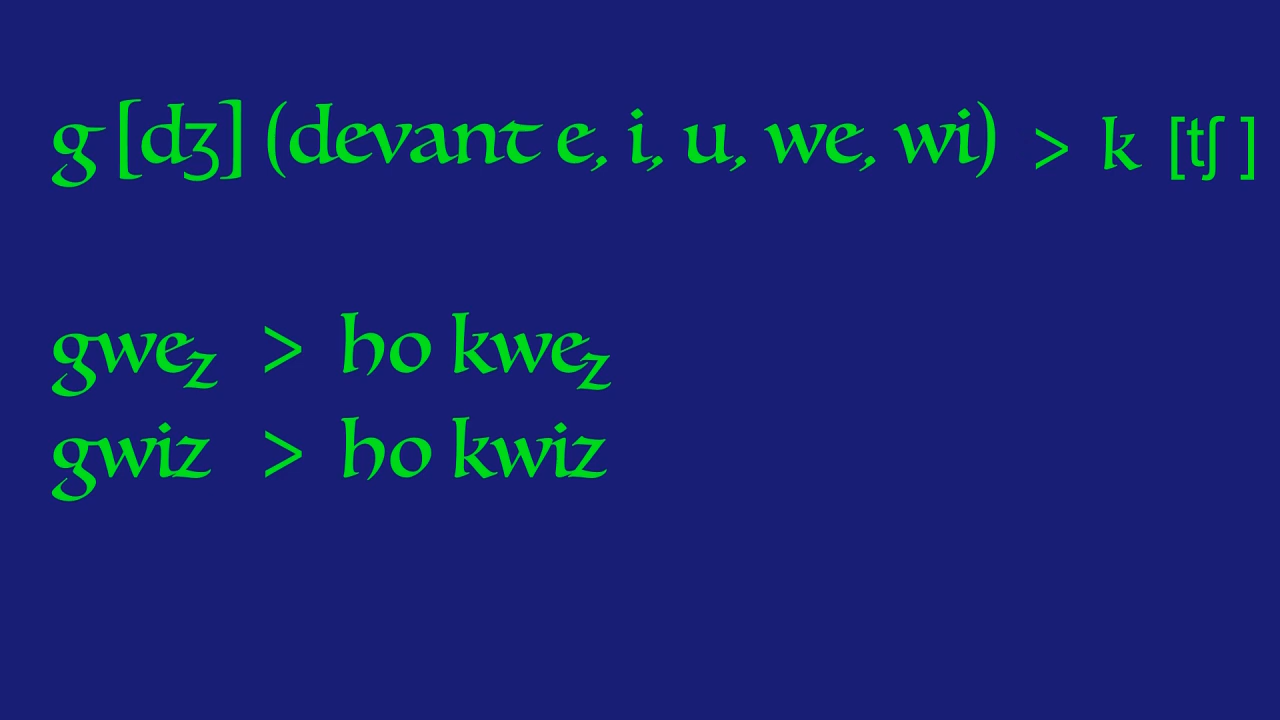 g [dʒ] (devant e, i, u, we, wi) > k [tʃ ]
gwez > ho kwez
gwiz > ho kwiz